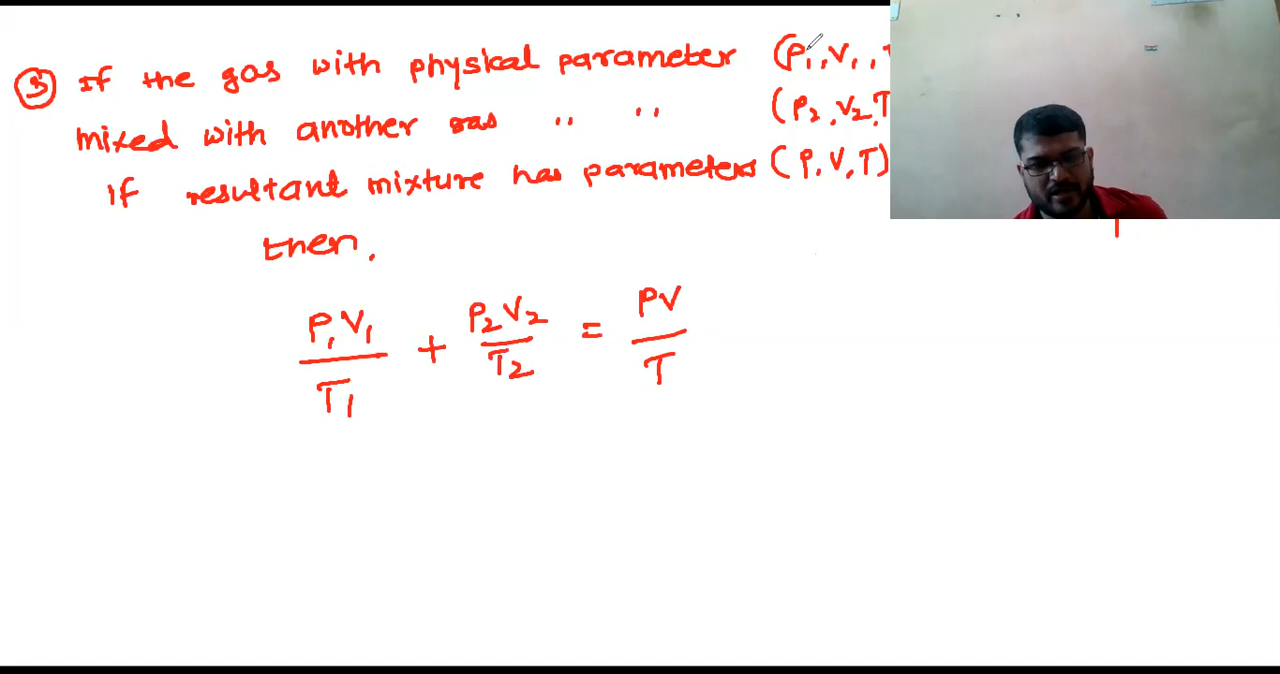 ③ If the gas with physical parameter (P₁, V₁,
mixed with another gas " " (P₂, V₂, T
If resultant mixture has parameters (P, V, T)
then,
P₁V₁/T₁ + P₂V₂/T₂ = PV/T